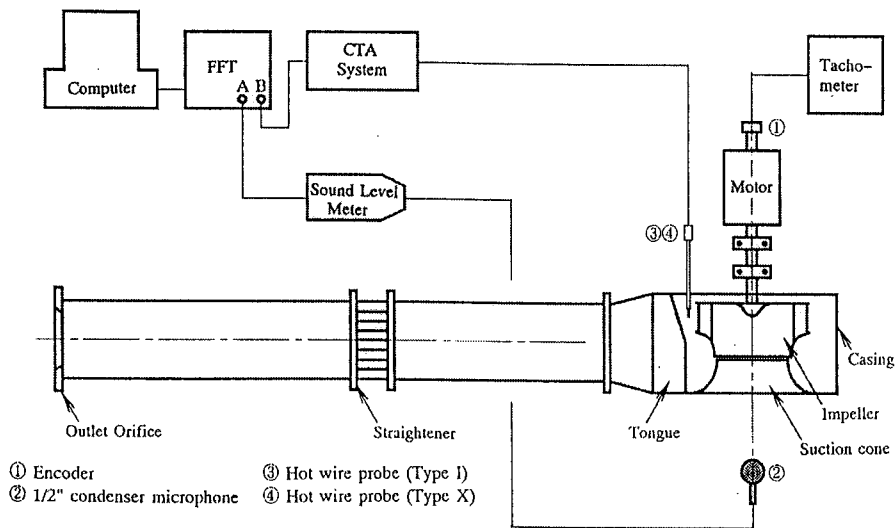 CTA
System
FFT
A B
Computer
Tacho-
meter
①
Motor
Sound Level
Meter
③④
Casing
Impeller
Outlet Orifice
Straightener
Tongue
Suction cone
① Encoder
② 1/2" condenser microphone
③ Hot wire probe (Type I)
④ Hot wire probe (Type X)
②